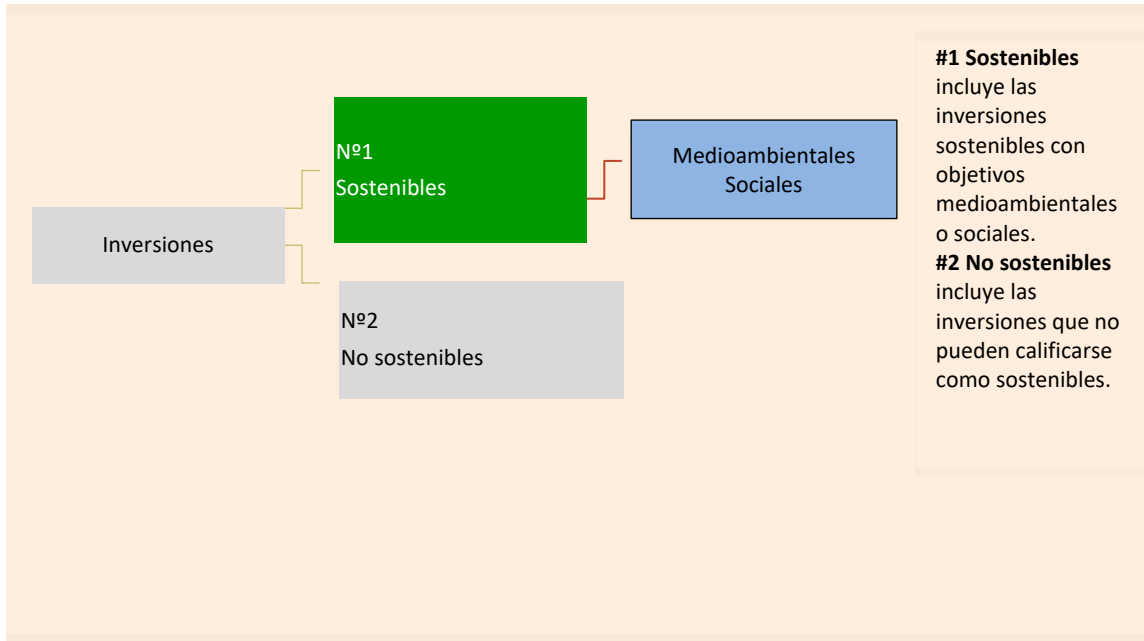 Inversiones
Nº1
Sostenibles
Medioambientales
Sociales
Nº2
No sostenibles
#1 Sostenibles
incluye las
inversiones
sostenibles con
objetivos
medioambientales
o sociales.
#2 No sostenibles
incluye las
inversiones que no
pueden calificarse
como sostenibles.